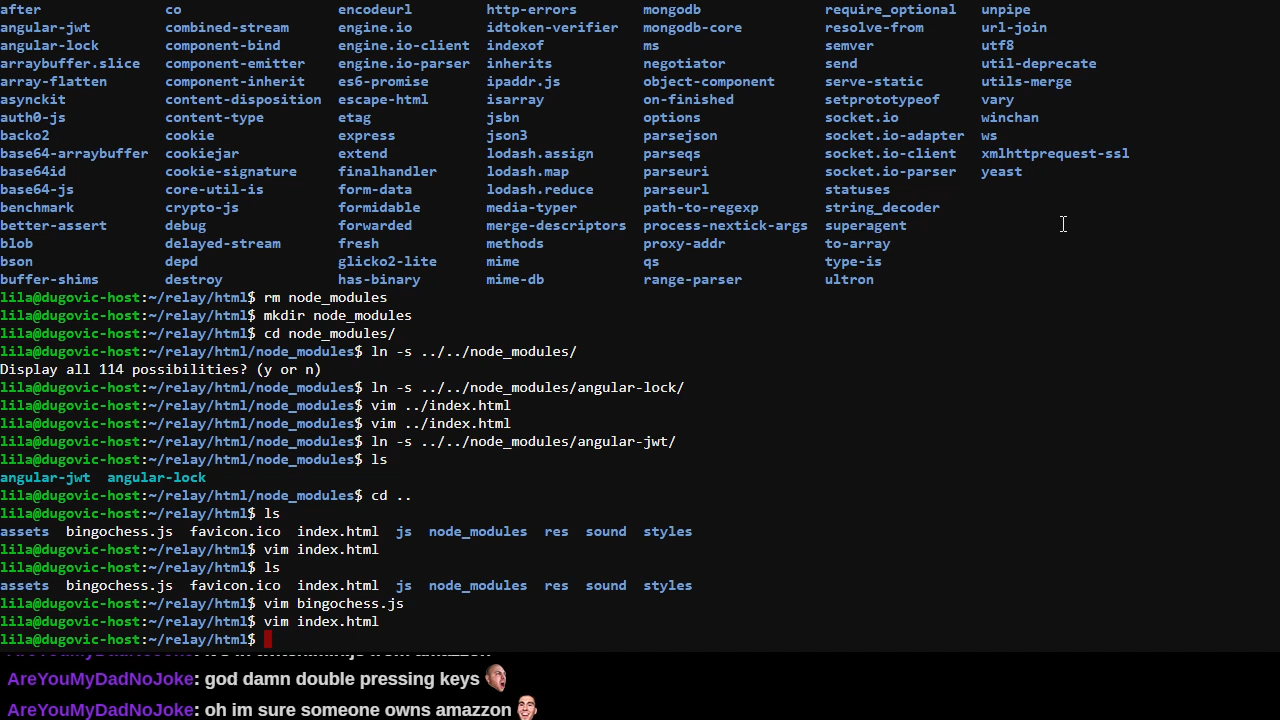 after co encodeurl http-errors mongodb require_optional unpipe
angular-jwt combined-stream engine.io idtoken-verifier mongodb-core resolve-from url-join
angular-lock component-bind engine.io-client indexof ms semver utf8
arraybuffer.slice component-emitter engine.io-parser inherits negotiator send util-deprecate
array-flatten component-inherit es6-promise ipaddr.js object-component serve-static utils-merge
asynckit content-disposition escape-html isarray on-finished setprototypeof vary
auth0-js content-type etag jsbn options socket.io winchan
backo2 cookie express json3 parsejson socket.io-adapter ws
base64-arraybuffer cookiejar extend lodash.assign parseqs socket.io-client xmlhttprequest-ssl
base64id cookie-signature finalhandler lodash.map parseuri socket.io-parser yeast
base64-js core-util-is form-data lodash.reduce parseurl statuses
benchmark crypto-js formidable media-typer path-to-regexp string_decoder
better-assert debug forwarded merge-descriptors process-nextick-args superagent
blob delayed-stream fresh methods proxy-addr to-array
bson depd glicko2-lite mime qs type-is
buffer-shims destroy has-binary mime-db range-parser ultron
lila@dugovic-host:~/relay/html$ rm node_modules
lila@dugovic-host:~/relay/html$ mkdir node_modules
lila@dugovic-host:~/relay/html$ cd node_modules/
lila@dugovic-host:~/relay/html/node_modules$ ln -s ../../node_modules/
Display all 114 possibilities? (y or n)
lila@dugovic-host:~/relay/html/node_modules$ ln -s ../../node_modules/angular-lock/
lila@dugovic-host:~/relay/html/node_modules$ vim ../index.html
lila@dugovic-host:~/relay/html/node_modules$ vim ../index.html
lila@dugovic-host:~/relay/html/node_modules$ ln -s ../../node_modules/angular-jwt/
lila@dugovic-host:~/relay/html/node_modules$ ls
angular-jwt angular-lock
lila@dugovic-host:~/relay/html/node_modules$ cd ..
lila@dugovic-host:~/relay/html$ ls
assets bingochess.js favicon.ico index.html js node_modules res sound styles
lila@dugovic-host:~/relay/html$ vim index.html
lila@dugovic-host:~/relay/html$ ls
assets bingochess.js favicon.ico index.html js node_modules res sound styles
lila@dugovic-host:~/relay/html$ vim bingochess.js
lila@dugovic-host:~/relay/html$ vim index.html
lila@dugovic-host:~/relay/html$
AreYouMyDadNoJoke:
AreYouMyDadNoJoke: god damn double pressing keys
AreYouMyDadNoJoke: oh im sure someone owns amazzon